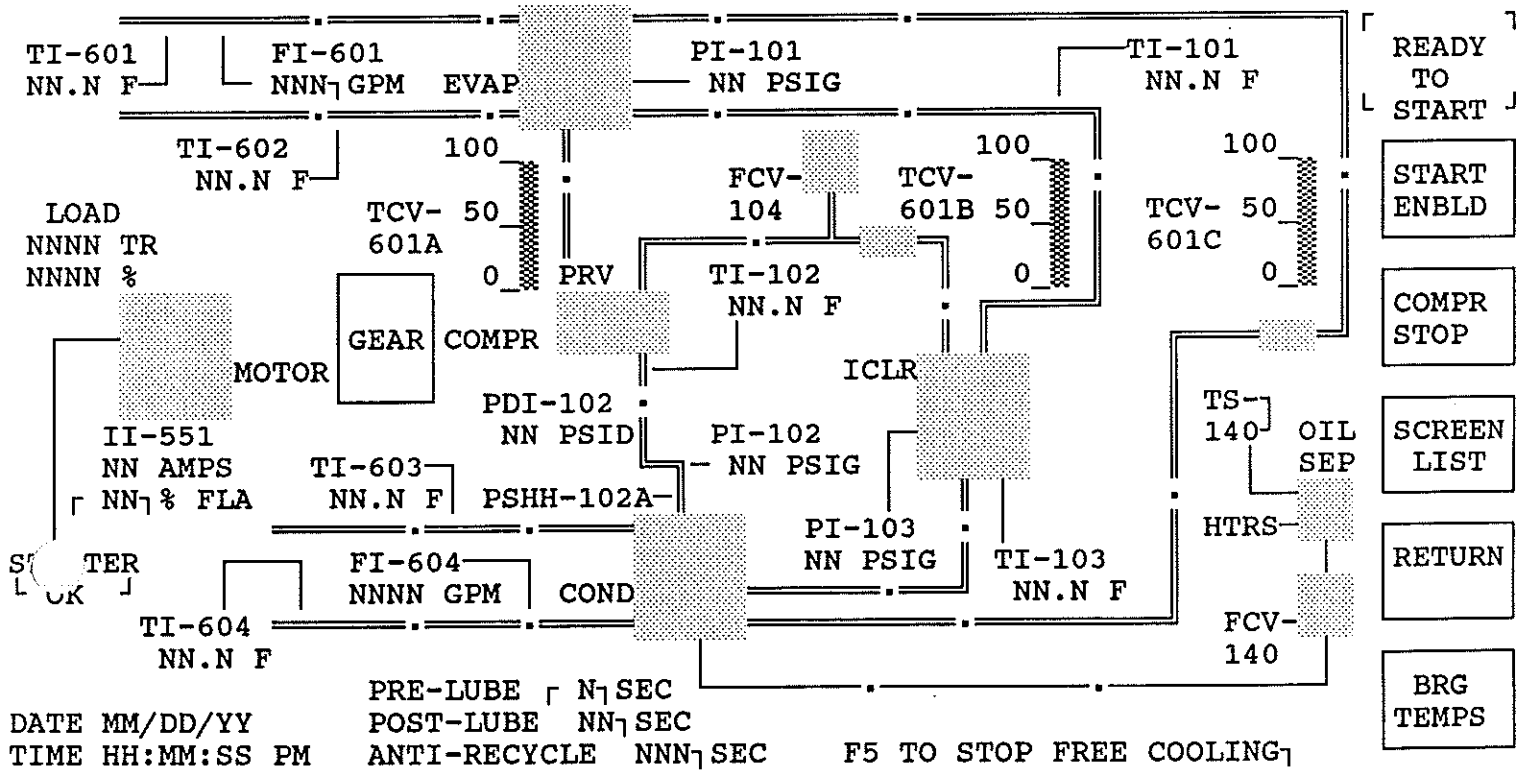 TI-601
NN.N F
FI-601
NNN GPM
EVAP
PI-101
NN PSIG
TI-101
NN.N F
READY
TO
START
TI-602
NN.N F
100
50
0
TCV-
601A
FCV-
104
TCV-
601B
100
50
0
TCV-
601C
100
50
0
START
ENBLD
LOAD
NNNN TR
NNNN %
PRV
TI-102
NN.N F
GEAR
COMPR
MOTOR
ICLR
COMPR
STOP
II-551
NN AMPS
NN % FLA
PDI-102
NN PSID
PI-102
NN PSIG
TS-
140
OIL
SEP
SCREEN
LIST
TI-603
NN.N F
PSHH-102A
PI-103
NN PSIG
TI-103
NN.N F
HTRS
RETURN
TER
OK
FI-604
NNNN GPM
COND
TI-604
NN.N F
FCV-
140
BRG
TEMPS
PRE-LUBE N SEC
DATE MM/DD/YY
POST-LUBE NN SEC
TIME HH:MM:SS PM
ANTI-RECYCLE NNN SEC
F5 TO STOP FREE COOLING